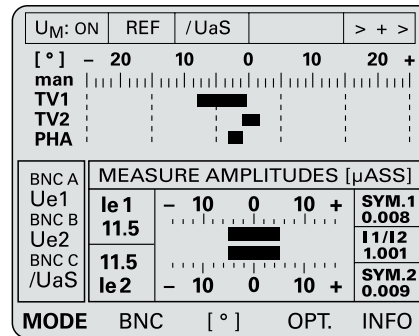 U_M: ON REF /UaS > + >
[°] – 20 10 0 10 20 +
man
TV1
TV2
PHA
BNC A
Ue1
BNC B
Ue2
BNC C
/UaS
MEASURE AMPLITUDES [µASS]
Ie 1
11.5
– 10 0 10 +
11.5
Ie 2
– 10 0 10 +
SYM.1
0.008
I1/I2
1.001
SYM.2
0.009
MODE BNC [°] OPT. INFO